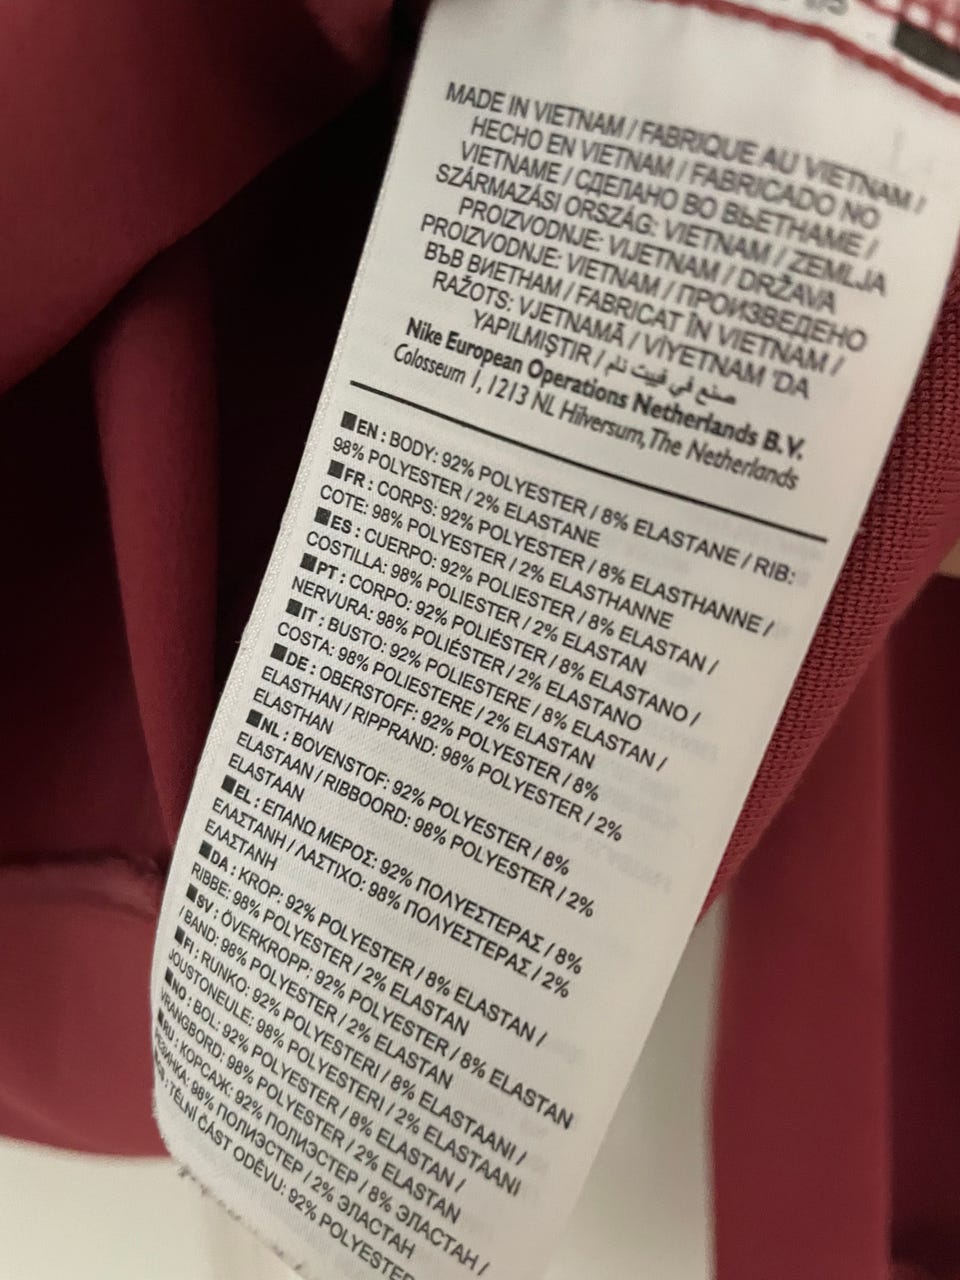 MADE IN VIETNAM / FABRIQUE AU VIETNAM /
HECHO EN VIETNAM / FABRICADO NO
VIETNAME / СДЕЛАНО ВО ВЬЕТНАМЕ /
SZÁRMAZÁSI ORSZÁG: VIETNAM / ZEMLJA
PROIZVODNJE: VIJETNAM / DRŽAVA
PROIZVODNJE: VIETNAM / ПРОИЗВЕДЕНО
ВЪВ ВИЕТНАМ / FABRICAT ÎN VIETNAM /
RAŽOTS: VJETNAMĀ / VİYETNAM 'DA
YAPILMIŞTIR / صنع في فييت نام
Nike European Operations Netherlands B.V.
Colosseum 1, 1213 NL Hilversum, The Netherlands
EN : BODY: 92% POLYESTER / 8% ELASTANE / RIB:
98% POLYESTER / 2% ELASTANE
FR : CORPS: 92% POLYESTER / 8% ELASTHANNE /
COTE: 98% POLYESTER / 2% ELASTHANNE
ES : CUERPO: 92% POLIESTER / 8% ELASTAN /
COSTILLA: 98% POLIESTER / 2% ELASTAN
PT : CORPO: 92% POLIÉSTER / 8% ELASTANO /
NERVURA: 98% POLIÉSTER / 2% ELASTANO
IT : BUSTO: 92% POLIESTERE / 8% ELASTAN /
COSTA: 98% POLIESTERE / 2% ELASTAN
DE : OBERSTOFF: 92% POLYESTER / 8%
ELASTHAN / RIPPRAND: 98% POLYESTER / 2%
ELASTHAN
NL : BOVENSTOF: 92% POLYESTER / 8%
ELASTAAN / RIBBOORD: 98% POLYESTER / 2%
ELASTAAN
EL : ΕΠΑΝΩ ΜΕΡΟΣ: 92% ΠΟΛΥΕΣΤΕΡΑΣ / 8%
ΕΛΑΣΤΑΝΗ / ΛΑΣΤΙΧΟ: 98% ΠΟΛΥΕΣΤΕΡΑΣ / 2%
ΕΛΑΣΤΑΝΗ
DA : KROP: 92% POLYESTER / 8% ELASTAN /
RIBBE: 98% POLYESTER / 2% ELASTAN
SV : ÖVERKROPP: 92% POLYESTER / 8% ELASTAN
/ BAND: 98% POLYESTER / 2% ELASTAN
FI : RUNKO: 92% POLYESTERI / 8% ELASTAANI /
JOUSTONEULE: 98% POLYESTERI / 2% ELASTAANI
NO : BOL: 92% POLYESTER / 8% ELASTAN /
VRANGBORD: 98% POLYESTER / 2% ELASTAN
RU : КОРСАЖ: 92% ПОЛИЭСТЕР / 8% ЭЛАСТАН /
РЕЗИНКА: 98% ПОЛИЭСТЕР / 2% ЭЛАСТАН
TĚLNÍ ČÁST ODĚVU: 92% POLYESTER